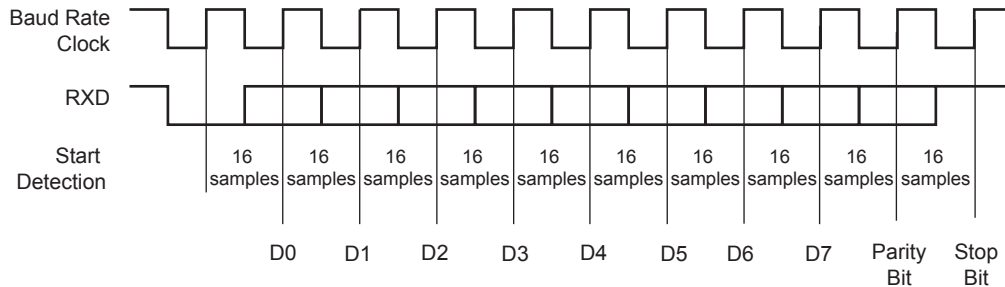 Baud Rate
Clock
RXD
Start
Detection
16 16 16 16 16 16 16 16 16 16
samples samples samples samples samples samples samples samples samples samples
D0 D1 D2 D3 D4 D5 D6 D7 Parity Stop
Bit Bit